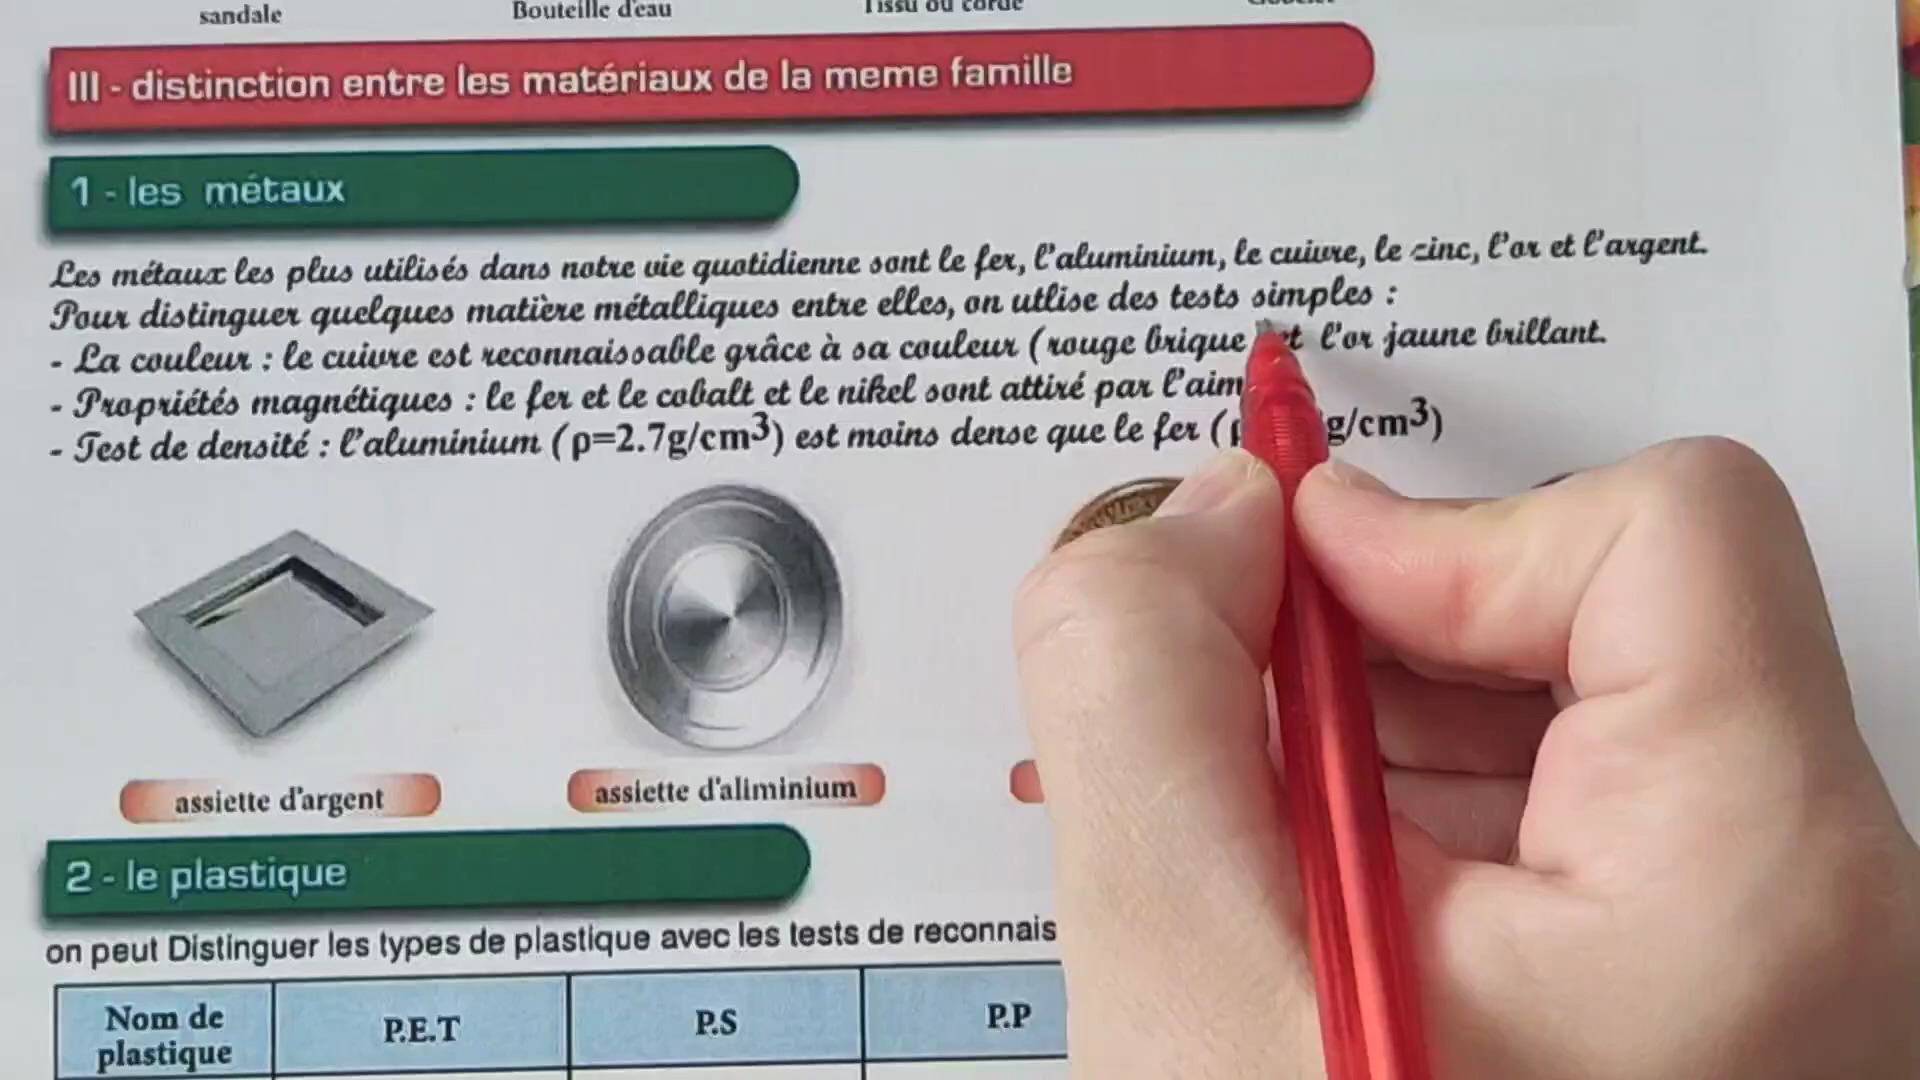 sandale
Bouteille d'eau
Tissu ou corde
III - distinction entre les matériaux de la meme famille
1 - les métaux
Les métaux les plus utilisés dans notre vie quotidienne sont le fer, l'aluminium, le cuivre, le zinc, l'or et l'argent.
Pour distinguer quelques matière métalliques entre elles, on utlise des tests simples :
- La couleur : le cuivre est reconnaissable grâce à sa couleur (rouge brique et l'or jaune brillant.
- Propriétés magnétiques : le fer et le cobalt et le nikel sont attiré par l'aim
- Test de densité : l'aluminium (ρ=2.7g/cm³) est moins dense que le fer ( g/cm³)
assiette d'argent
assiette d'aliminium
2 - le plastique
on peut Distinguer les types de plastique avec les tests de reconnais
Nom de plastique
P.E.T
P.S
P.P